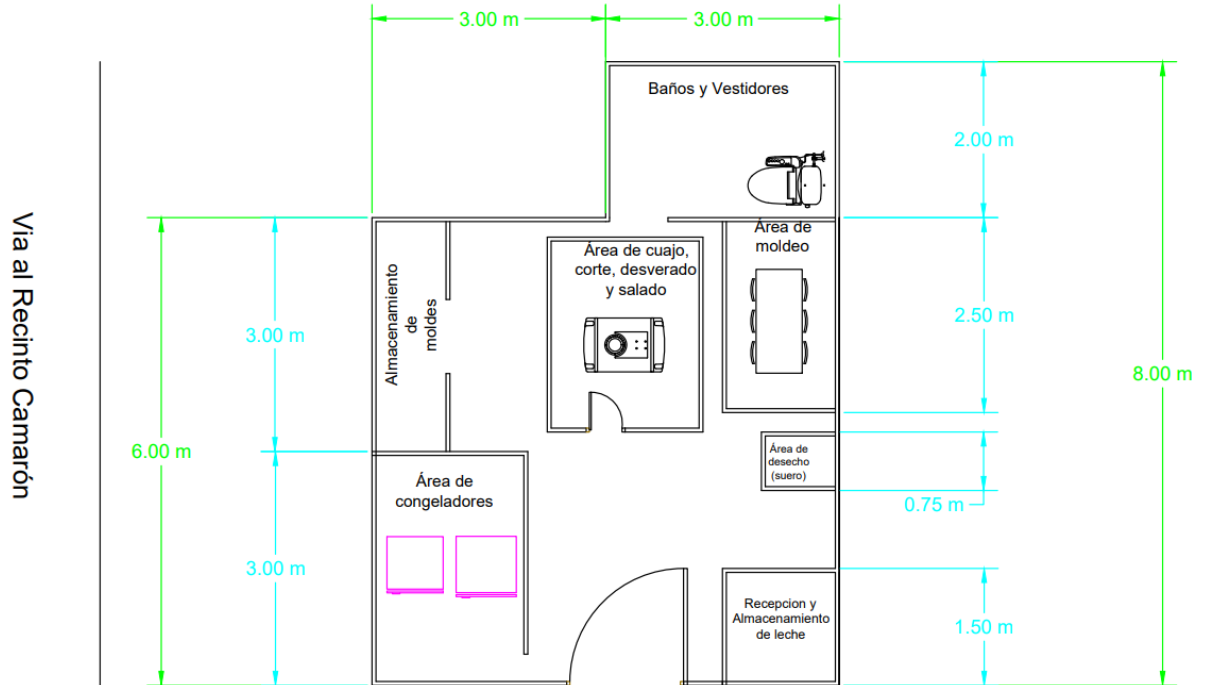 3.00 m
3.00 m
Baños y Vestidores
2.00 m
Via al Recinto Camarón
Área de
moldeo
Área de cuajo,
corte, desverado
y salado
Almacenamiento
de
moldes
3.00 m
2.50 m
8.00 m
6.00 m
Área de
desecho
(suero)
Área de
congeladores
0.75 m
3.00 m
Recepcion y
Almacenamiento
de leche
1.50 m